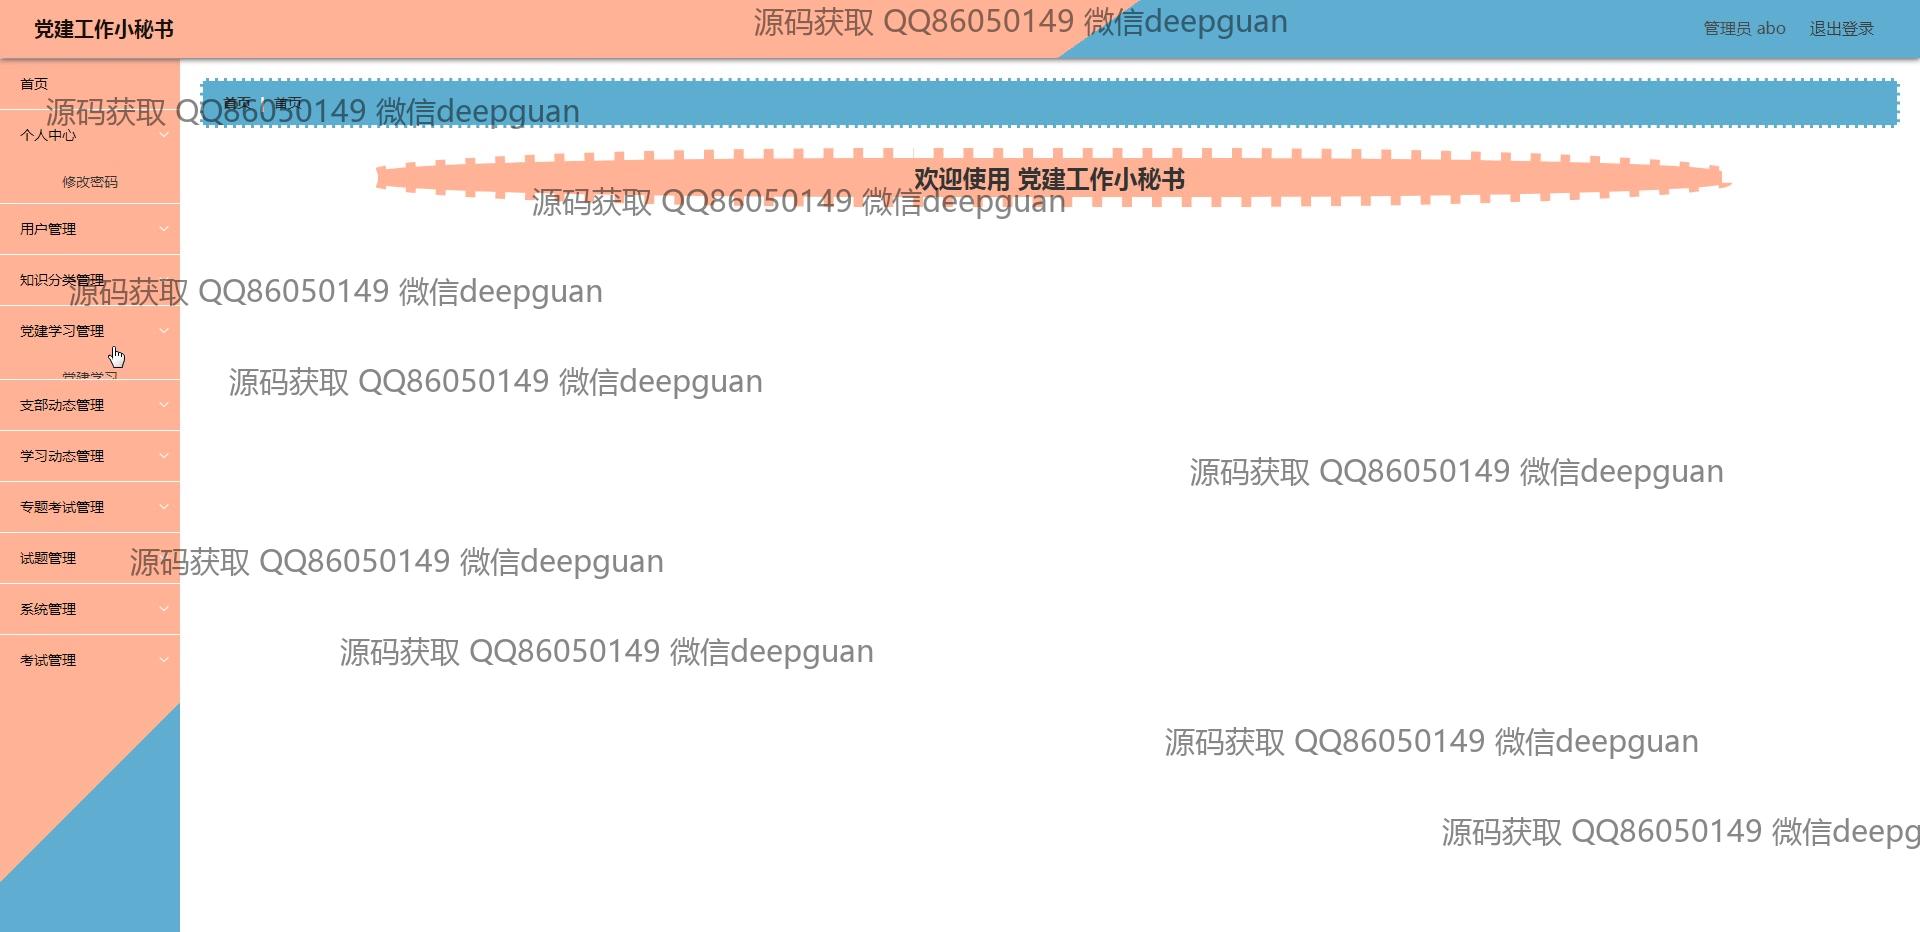 党建工作小秘书
源码获取 QQ86050149 微信deepguan
管理员 abo
退出登录
首页
首页 首页
源码获取 QQ86050149 微信deepguan
个人中心
修改密码
欢迎使用 党建工作小秘书
源码获取 QQ86050149 微信deepguan
用户管理
知识分类管理
源码获取 QQ86050149 微信deepguan
党建学习管理
党建学习
源码获取 QQ86050149 微信deepguan
支部动态管理
学习动态管理
源码获取 QQ86050149 微信deepguan
专题考试管理
试题管理
源码获取 QQ86050149 微信deepguan
系统管理
源码获取 QQ86050149 微信deepguan
考试管理
源码获取 QQ86050149 微信deepguan
源码获取 QQ86050149 微信deepg